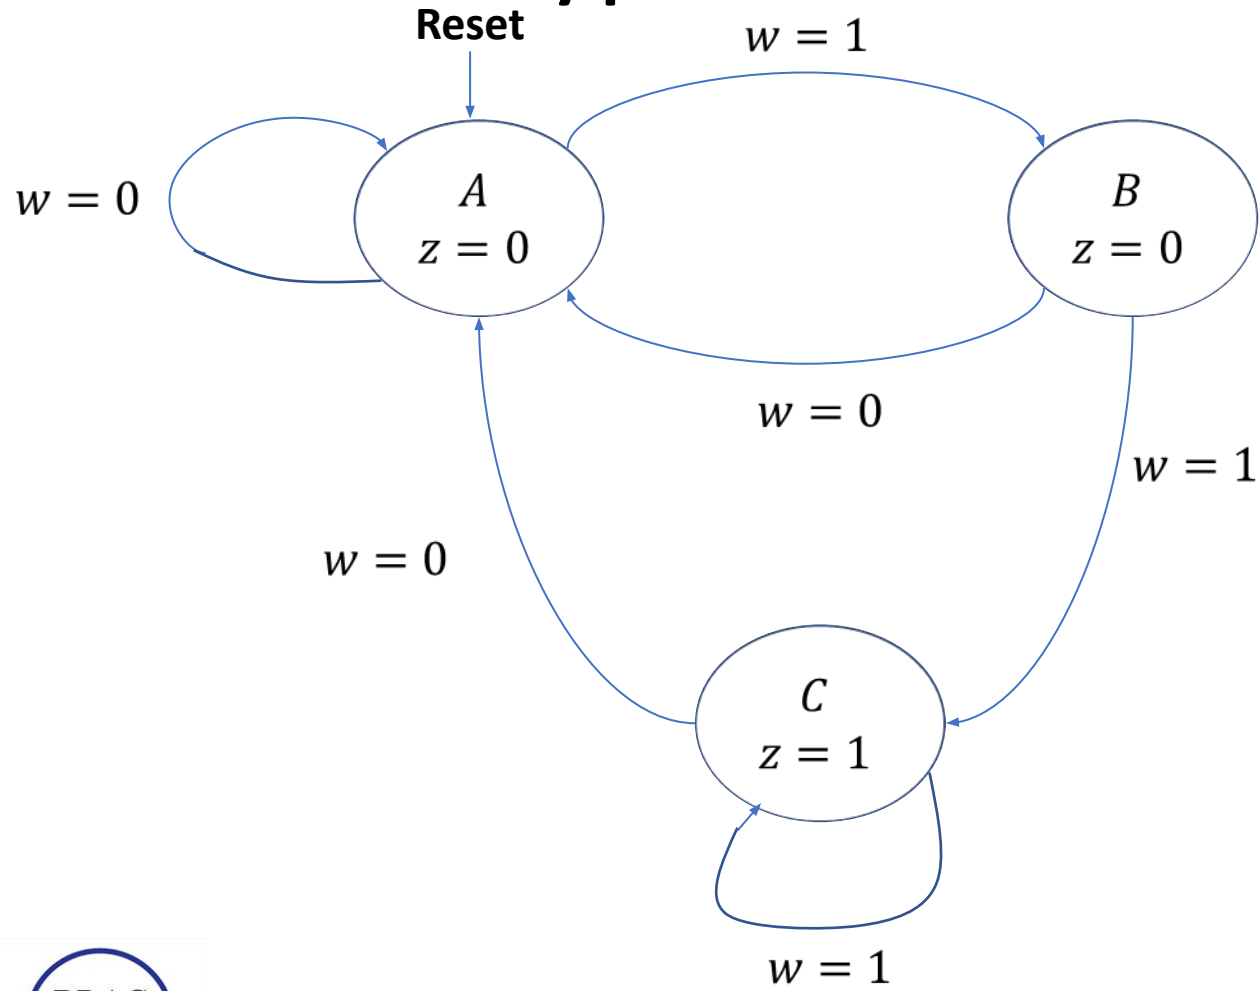 Reset
w = 1
w = 0
A
z = 0
B
z = 0
w = 0
w = 1
w = 0
C
z = 1
w = 1